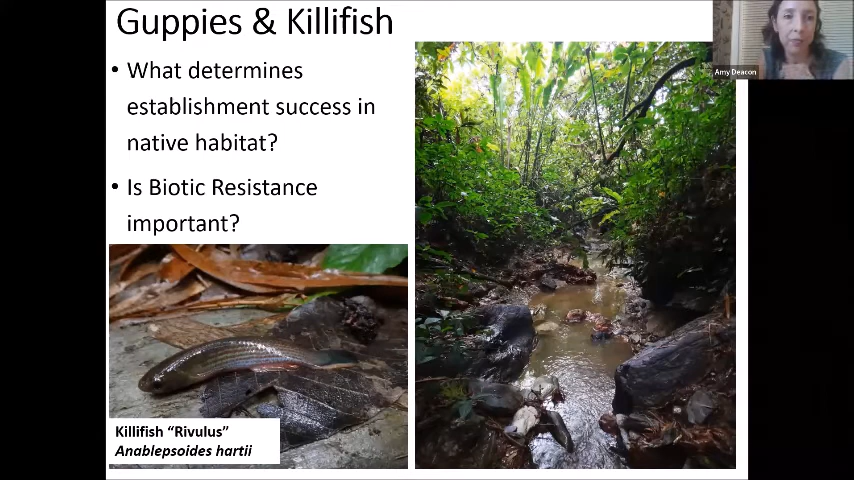 Guppies & Killifish
• What determines
establishment success in
native habitat?
• Is Biotic Resistance
important?
Killifish “Rivulus”
Anablepsoides hartii
Amy Deacon